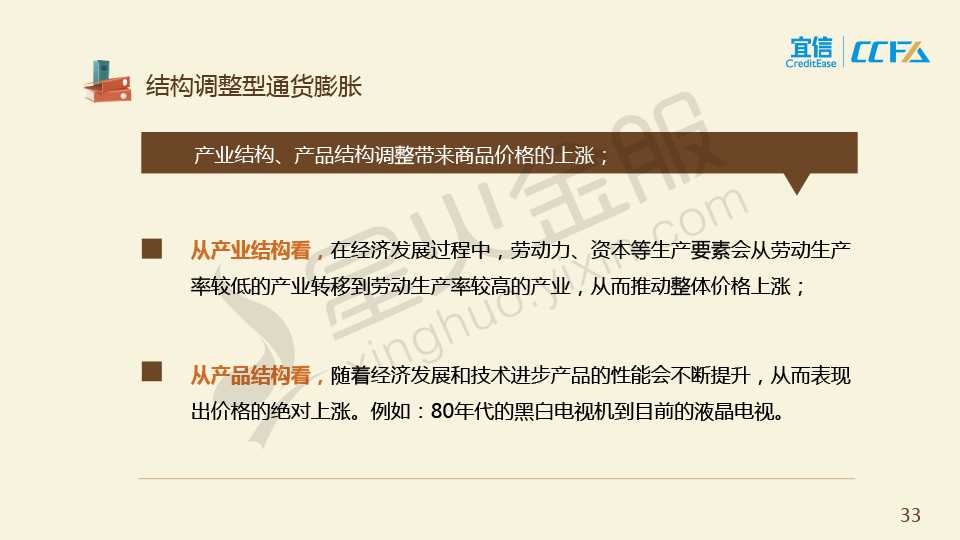 宜信
CreditEase
CCFA
结构调整型通货膨胀
产业结构、产品结构调整带来商品价格的上涨；
从产业结构看，在经济发展过程中，劳动力、资本等生产要素会从劳动生产
率较低的产业转移到劳动生产率较高的产业，从而推动整体价格上涨；
从产品结构看，随着经济发展和技术进步产品的性能会不断提升，从而表现
出价格的绝对上涨。例如：80年代的黑白电视机到目前的液晶电视。
星火金服
xinghuo.yixin.com
33